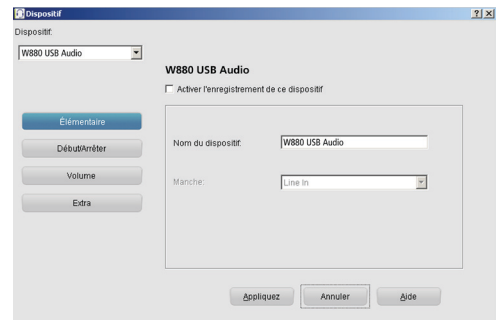 Dispositif
Dispositif:
W880 USB Audio
W880 USB Audio
Activer l'enregistrement de ce dispositif
Élémentaire
Début/Arrêter
Volume
Extra
Nom du dispositif: W880 USB Audio
Manche: Line In
Appliquez Annuler Aide